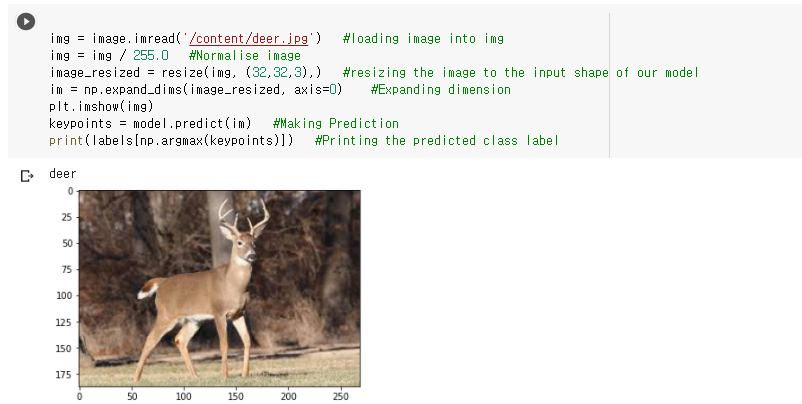 img = image.imread('/content/deer.jpg')   #loading image into img
img = img / 255.0   #Normalise image
image_resized = resize(img, (32,32,3),)   #resizing the image to the input shape of our model
im = np.expand_dims(image_resized, axis=0)    #Expanding dimension
plt.imshow(img)
keypoints = model.predict(im)   #Making Prediction
print(labels[np.argmax(keypoints)])   #Printing the predicted class label
deer
0
25
50
75
100
125
150
175
0 50 100 150 200 250